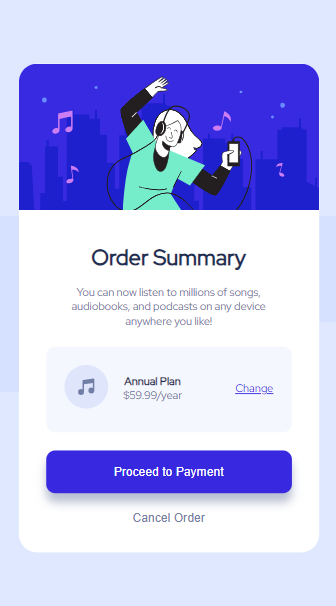 Order Summary
You can now listen to millions of songs,
audiobooks, and podcasts on any device
anywhere you like!
Annual Plan
$59.99/year
Change
Proceed to Payment
Cancel Order